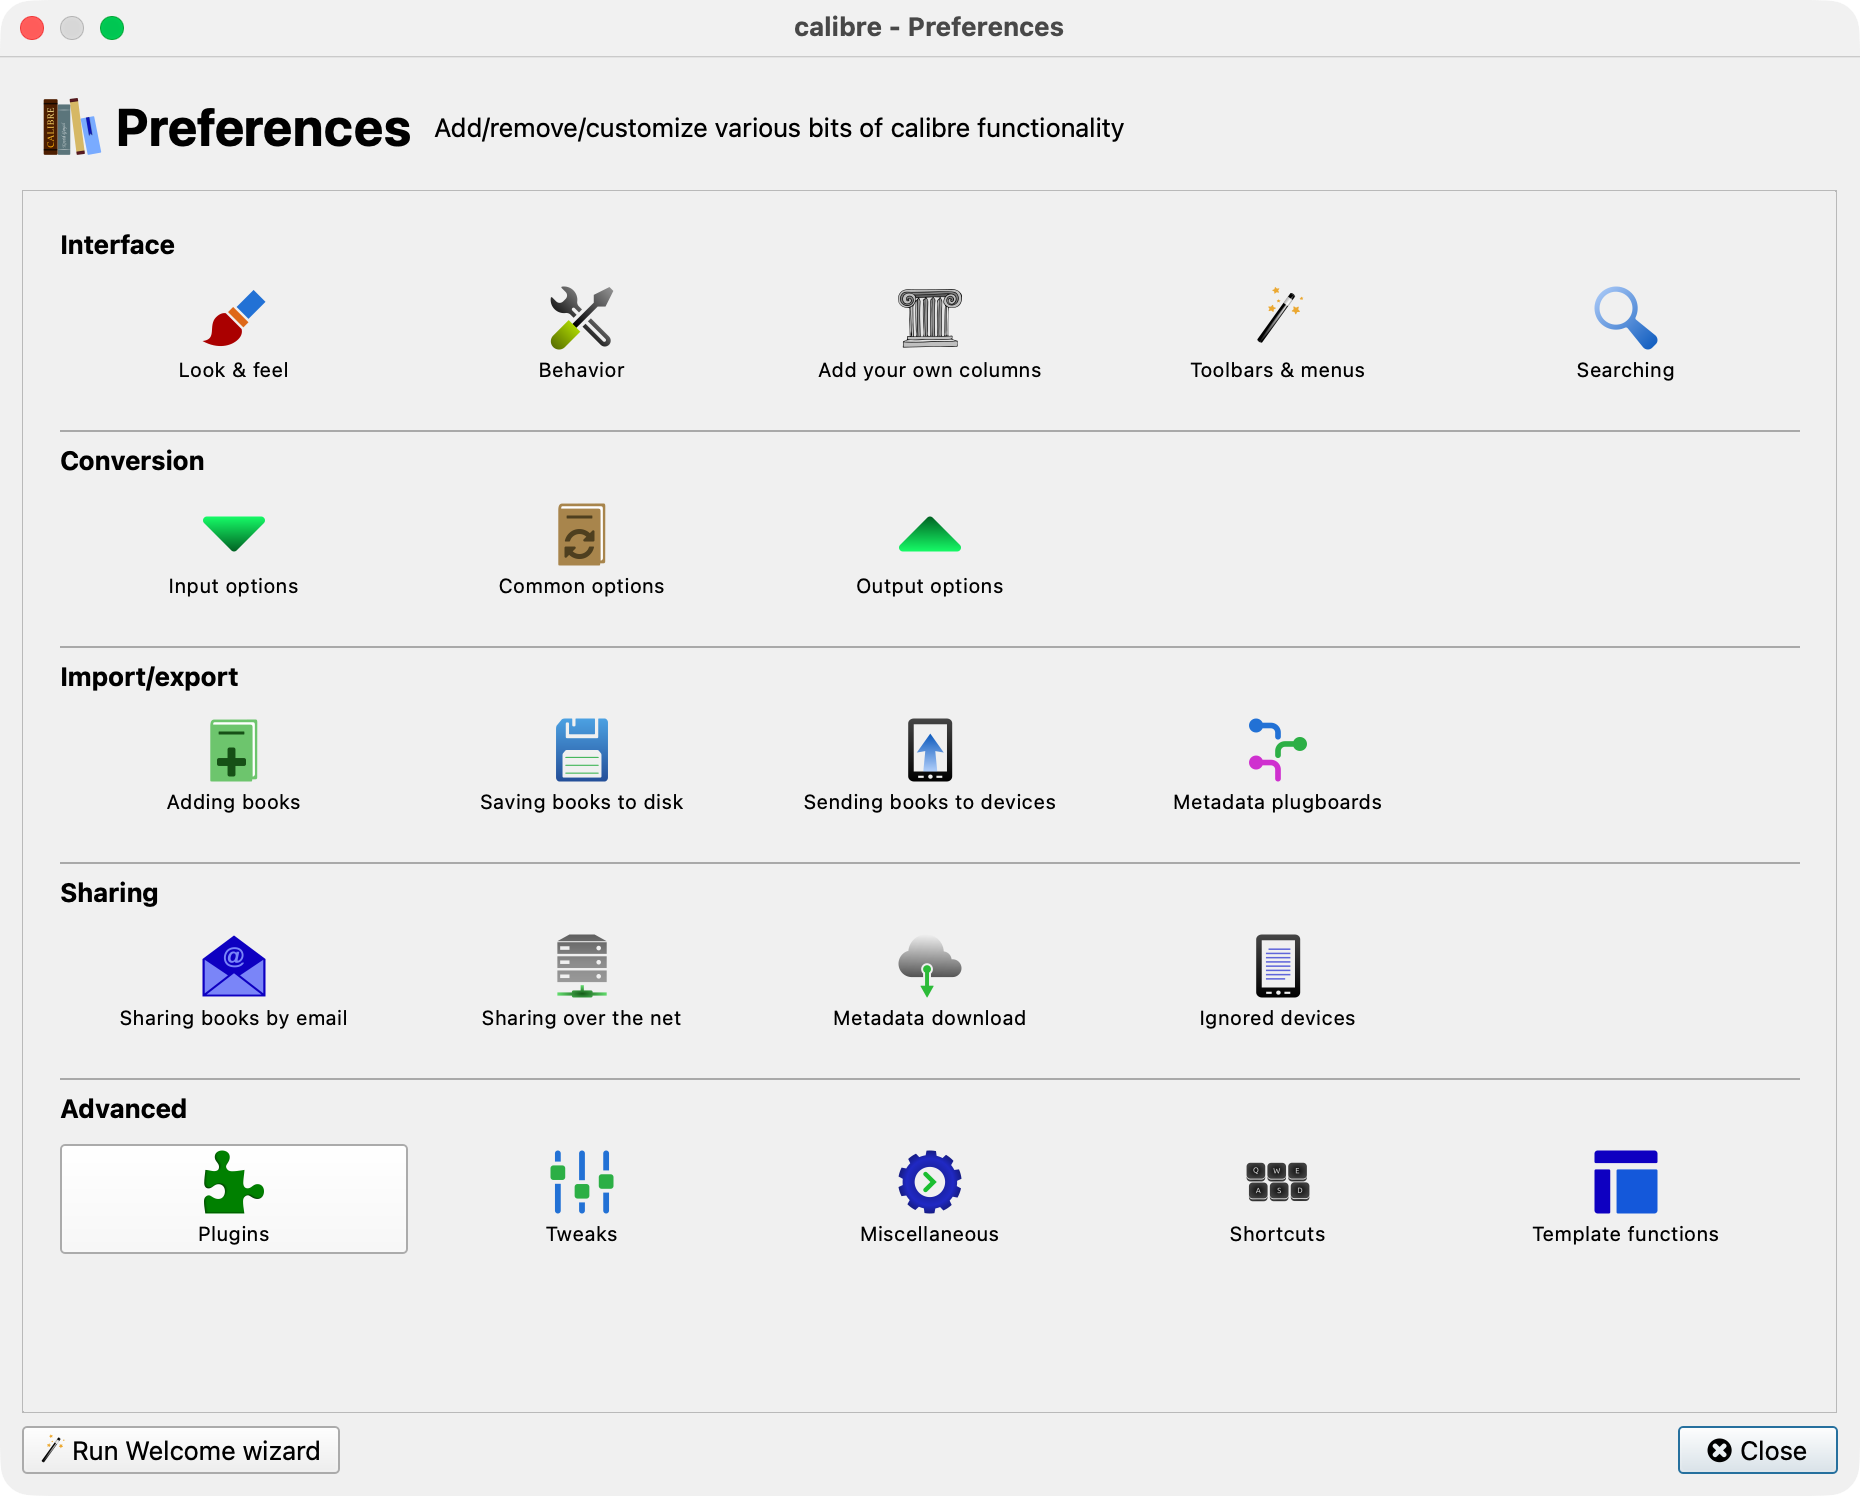 calibre - Preferences
CALIBRE
Preferences Add/remove/customize various bits of calibre functionality
Interface
Look & feel Behavior Add your own columns Toolbars & menus Searching
Conversion
Input options Common options Output options
Import/export
Adding books Saving books to disk Sending books to devices Metadata plugboards
Sharing
@
Sharing books by email Sharing over the net Metadata download Ignored devices
Advanced
Q W E
A S D
Plugins Tweaks Miscellaneous Shortcuts Template functions
Run Welcome wizard Close